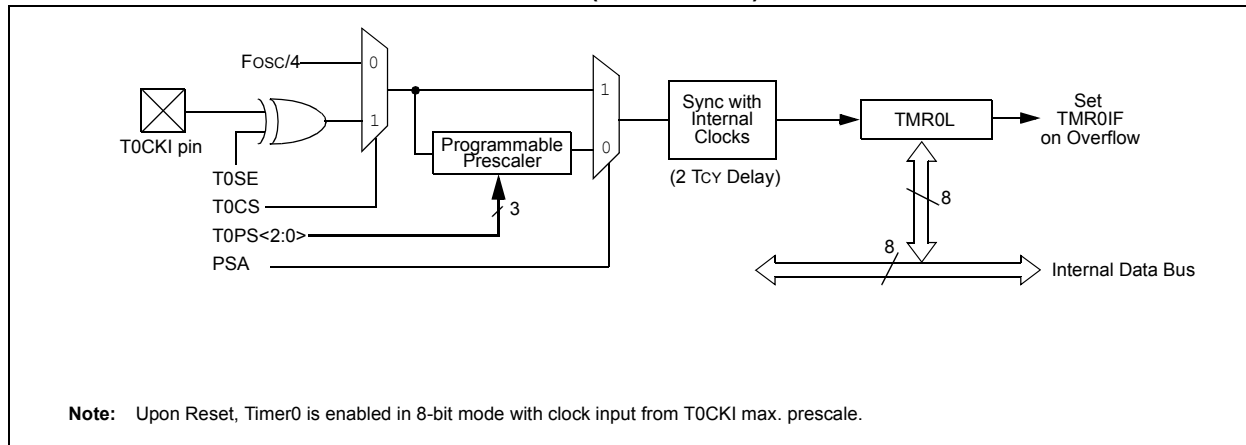 FOSC/4
0
1
T0CKI pin
T0SE
T0CS
T0PS<2:0>
PSA
Programmable
Prescaler
3
1
0
Sync with
Internal
Clocks
(2 TCY Delay)
TMR0L
Set
TMR0IF
on Overflow
8
8
Internal Data Bus
Note: Upon Reset, Timer0 is enabled in 8-bit mode with clock input from T0CKI max. prescale.